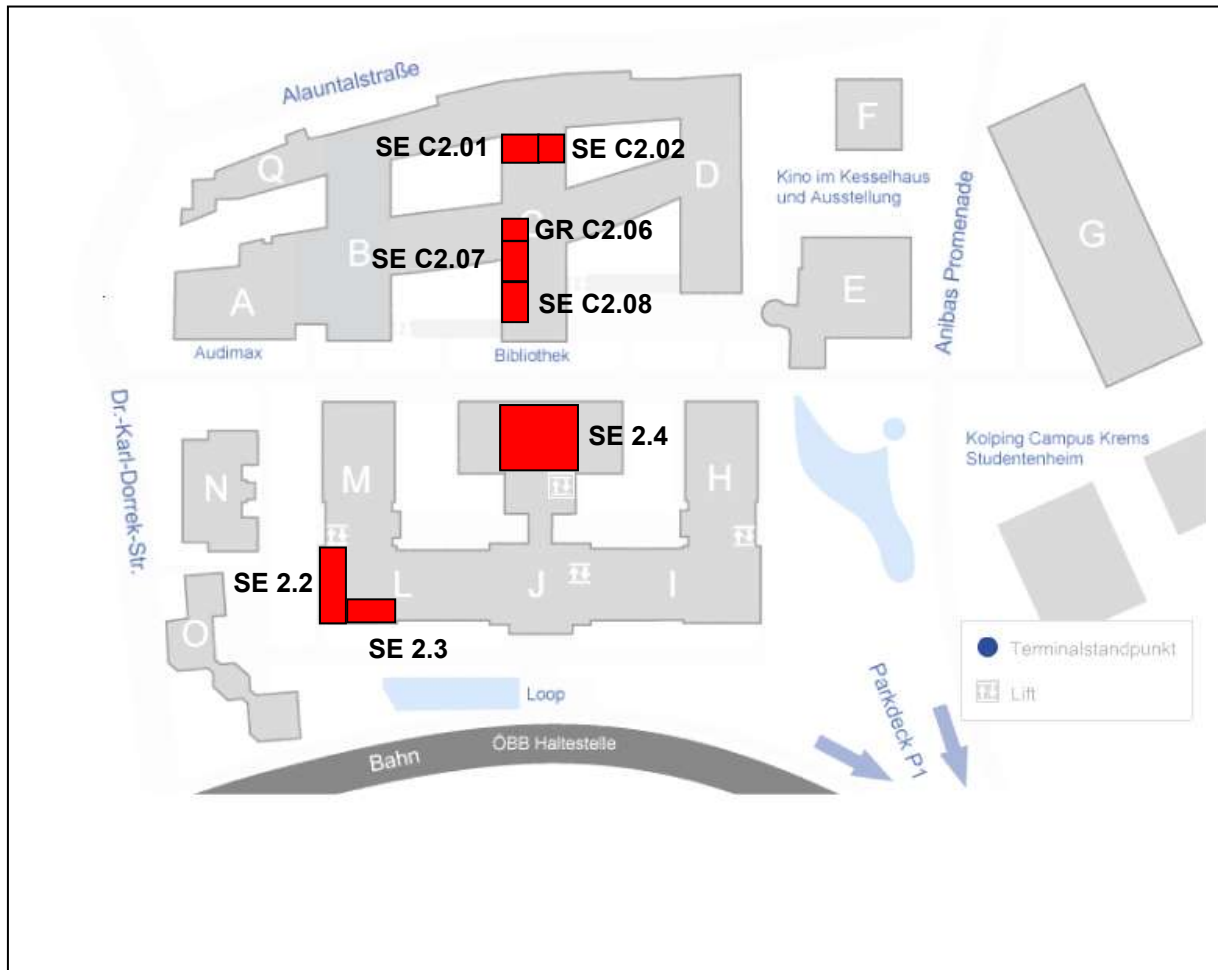 Alauntalstraße
SE C2.01
SE C2.02
F
Q
D
Kino im Kesselhaus
und Ausstellung
GR C2.06
C
G
B
SE C2.07
A
SE C2.08
E
Anibas Promenade
Audimax
Bibliothek
Dr.-Karl-Dorrek-Str.
SE 2.4
Kolping Campus Krems
Studentenheim
N
M
H
SE 2.2
L
J
I
O
SE 2.3
Terminalstandpunkt
Lift
Loop
Parkdeck P1
ÖBB Haltestelle
Bahn